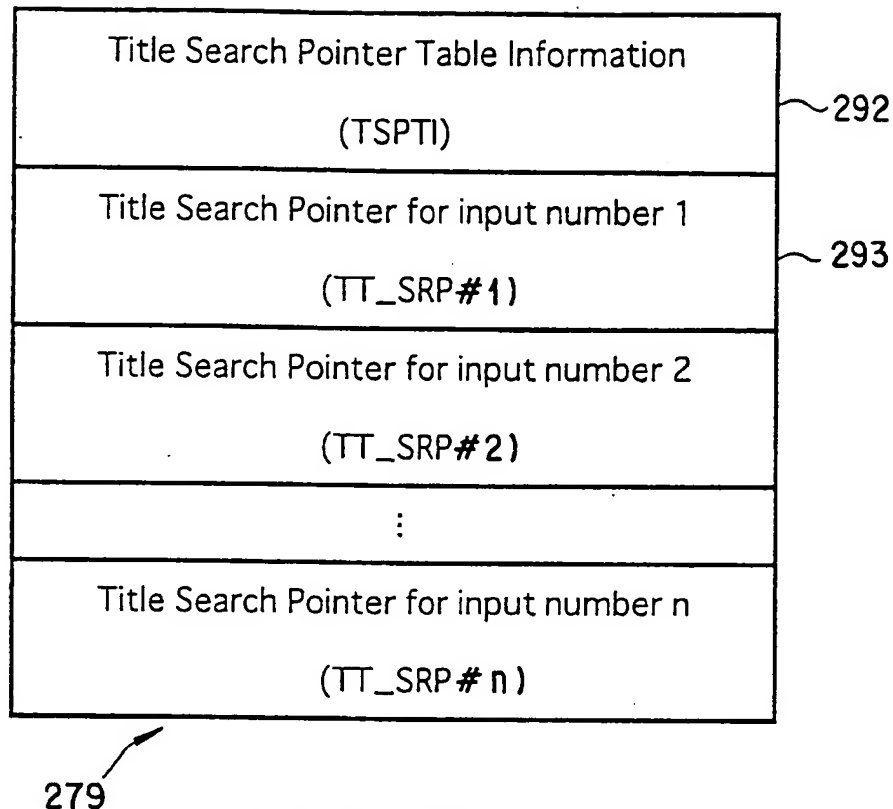 Title Search Pointer Table Information
(TSPTI)
292
Title Search Pointer for input number 1
(TT_SRP#1)
293
Title Search Pointer for input number 2
(TT_SRP#2)
⋮
Title Search Pointer for input number n
(TT_SRP#n)
279